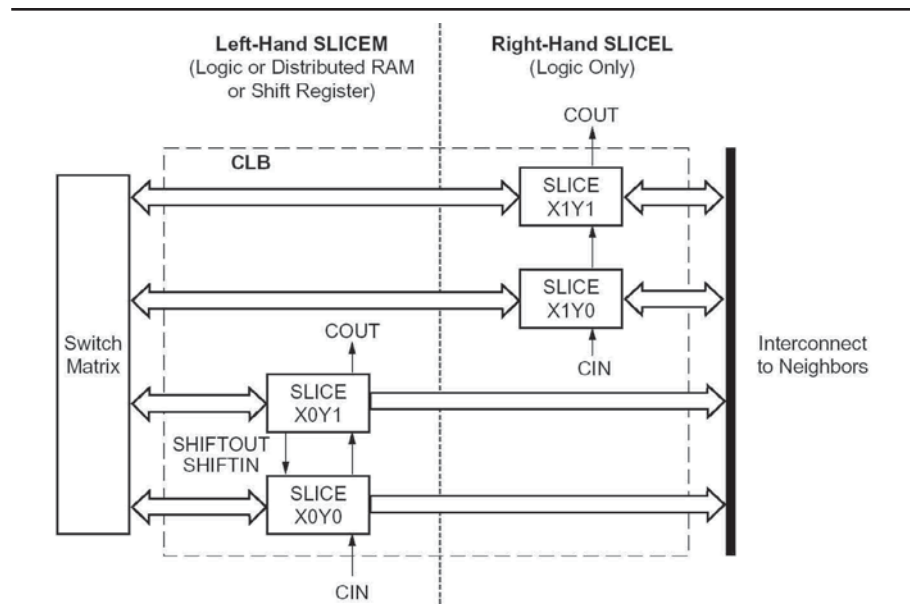 Left-Hand SLICEM
(Logic or Distributed RAM
or Shift Register)
Right-Hand SLICEL
(Logic Only)
COUT
CLB
SLICE
X1Y1
SLICE
X1Y0
COUT
Switch
Matrix
CIN
Interconnect
to Neighbors
SLICE
X0Y1
SHIFTOUT
SHIFTIN
SLICE
X0Y0
CIN